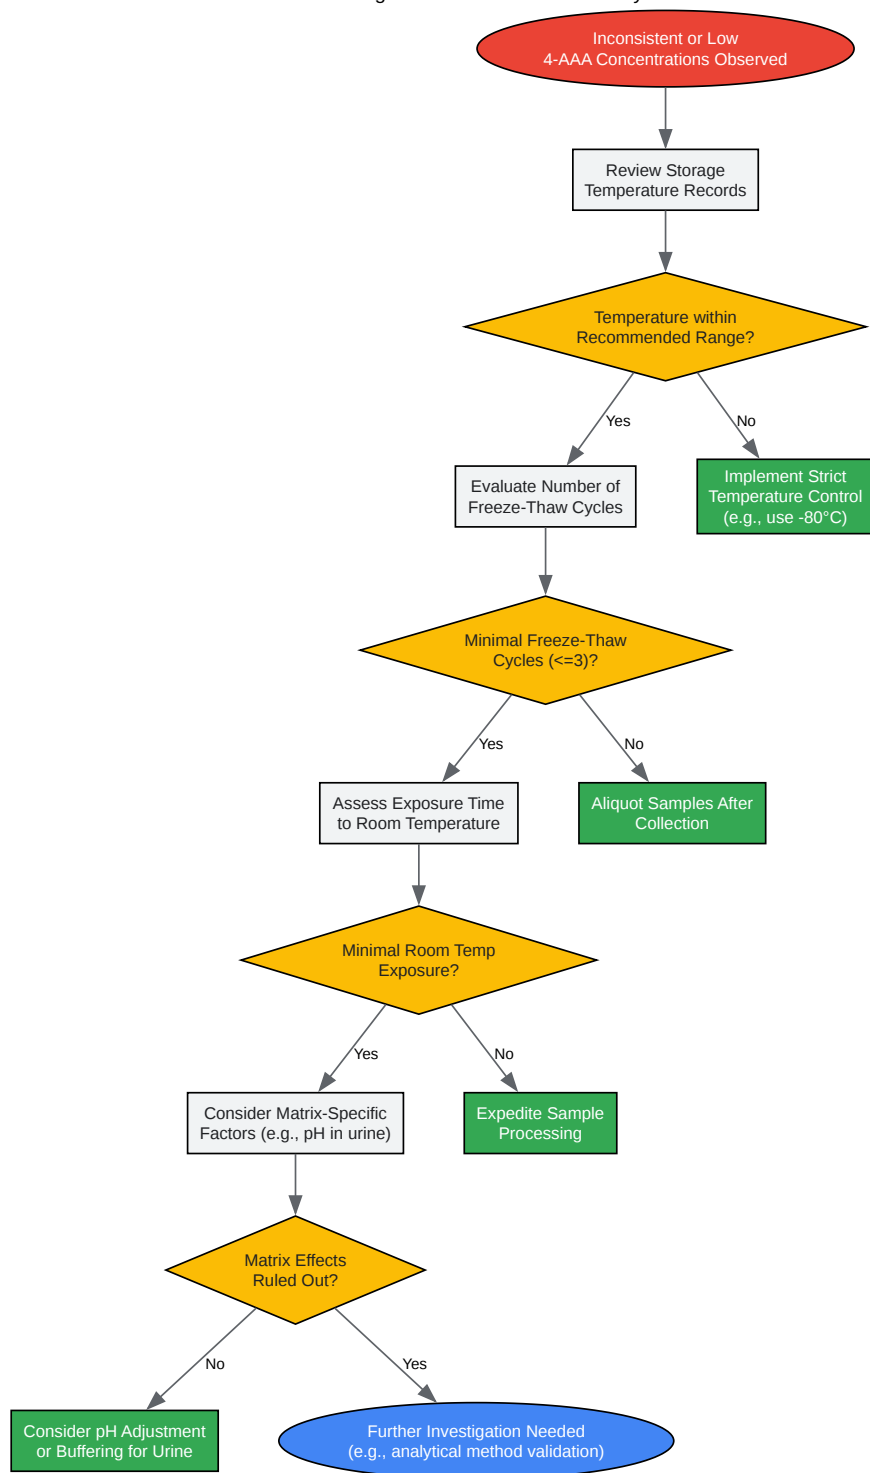 Inconsistent or Low
4-AAA Concentrations Observed
Review Storage
Temperature Records
Temperature within
Recommended Range?
Yes
No
Evaluate Number of
Freeze-Thaw Cycles
Implement Strict
Temperature Control
(e.g., use -80°C)
Minimal Freeze-Thaw
Cycles (<=3)?
Yes
No
Assess Exposure Time
to Room Temperature
Aliquot Samples After
Collection
Minimal Room Temp
Exposure?
Yes
No
Consider Matrix-Specific
Factors (e.g., pH in urine)
Expedite Sample
Processing
Matrix Effects
Ruled Out?
No
Yes
Consider pH Adjustment
or Buffering for Urine
Further Investigation Needed
(e.g., analytical method validation)